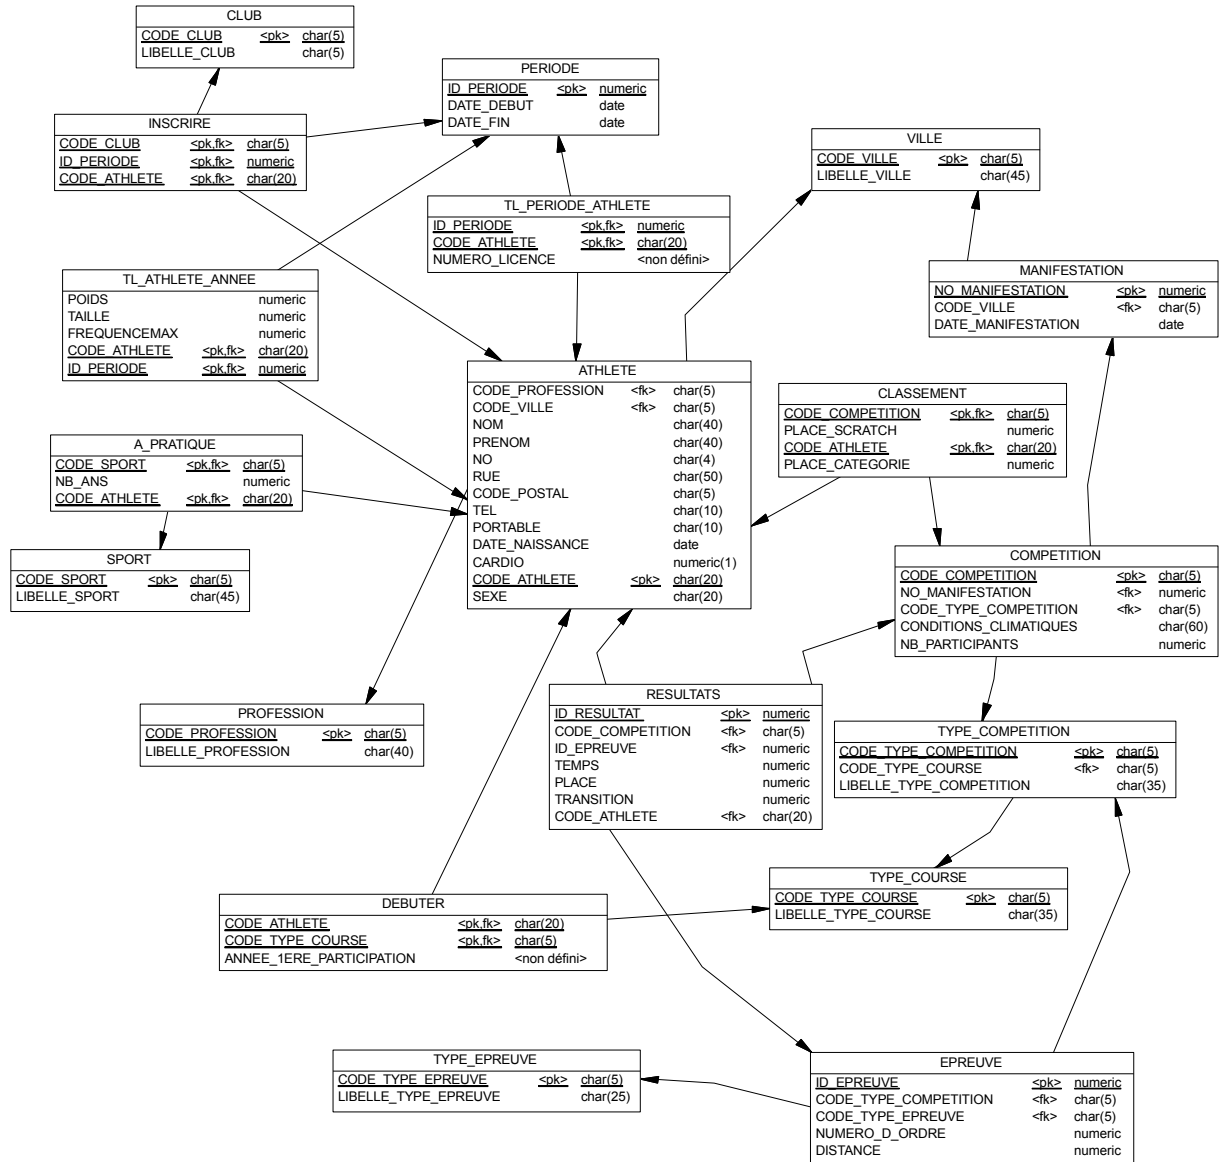 CLUB
CODE_CLUB <pk> char(5)
LIBELLE_CLUB char(5)
PERIODE
ID_PERIODE <pk> numeric
DATE_DEBUT date
DATE_FIN date
INSCRIRE
CODE_CLUB <pk,fk> char(5)
ID_PERIODE <pk,fk> numeric
CODE_ATHLETE <pk,fk> char(20)
VILLE
CODE_VILLE <pk> char(5)
LIBELLE_VILLE char(45)
TL_PERIODE_ATHLETE
ID_PERIODE <pk,fk> numeric
CODE_ATHLETE <pk,fk> char(20)
NUMERO_LICENCE <non défini>
TL_ATHLETE_ANNEE
POIDS numeric
TAILLE numeric
FREQUENCEMAX numeric
CODE_ATHLETE <pk,fk> char(20)
ID_PERIODE <pk,fk> numeric
MANIFESTATION
NO_MANIFESTATION <pk> numeric
CODE_VILLE <fk> char(5)
DATE_MANIFESTATION date
ATHLETE
CODE_PROFESSION <fk> char(5)
CODE_VILLE <fk> char(5)
NOM char(40)
PRENOM char(40)
NO char(4)
RUE char(50)
CODE_POSTAL char(5)
TEL char(10)
PORTABLE char(10)
DATE_NAISSANCE date
CARDIO numeric(1)
CODE_ATHLETE <pk> char(20)
SEXE char(20)
CLASSEMENT
CODE_COMPETITION <pk,fk> char(5)
PLACE_SCRATCH numeric
CODE_ATHLETE <pk,fk> char(20)
PLACE_CATEGORIE numeric
A_PRATIQUE
CODE_SPORT <pk,fk> char(5)
NB_ANS numeric
CODE_ATHLETE <pk,fk> char(20)
SPORT
CODE_SPORT <pk> char(5)
LIBELLE_SPORT char(45)
COMPETITION
CODE_COMPETITION <pk> char(5)
NO_MANIFESTATION <fk> numeric
CODE_TYPE_COMPETITION <fk> char(5)
CONDITIONS_CLIMATIQUES char(60)
NB_PARTICIPANTS numeric
RESULTATS
ID_RESULTAT <pk> numeric
CODE_COMPETITION <fk> char(5)
ID_EPREUVE <fk> numeric
TEMPS numeric
PLACE numeric
TRANSITION numeric
CODE_ATHLETE <fk> char(20)
PROFESSION
CODE_PROFESSION <pk> char(5)
LIBELLE_PROFESSION char(40)
TYPE_COMPETITION
CODE_TYPE_COMPETITION <pk> char(5)
CODE_TYPE_COURSE <fk> char(5)
LIBELLE_TYPE_COMPETITION char(35)
TYPE_COURSE
CODE_TYPE_COURSE <pk> char(5)
LIBELLE_TYPE_COURSE char(35)
DEBUTER
CODE_ATHLETE <pk,fk> char(20)
CODE_TYPE_COURSE <pk,fk> char(5)
ANNEE_1ERE_PARTICIPATION <non défini>
TYPE_EPREUVE
CODE_TYPE_EPREUVE <pk> char(5)
LIBELLE_TYPE_EPREUVE char(25)
EPREUVE
ID_EPREUVE <pk> numeric
CODE_TYPE_COMPETITION <fk> char(5)
CODE_TYPE_EPREUVE <fk> char(5)
NUMERO_D_ORDRE numeric
DISTANCE numeric